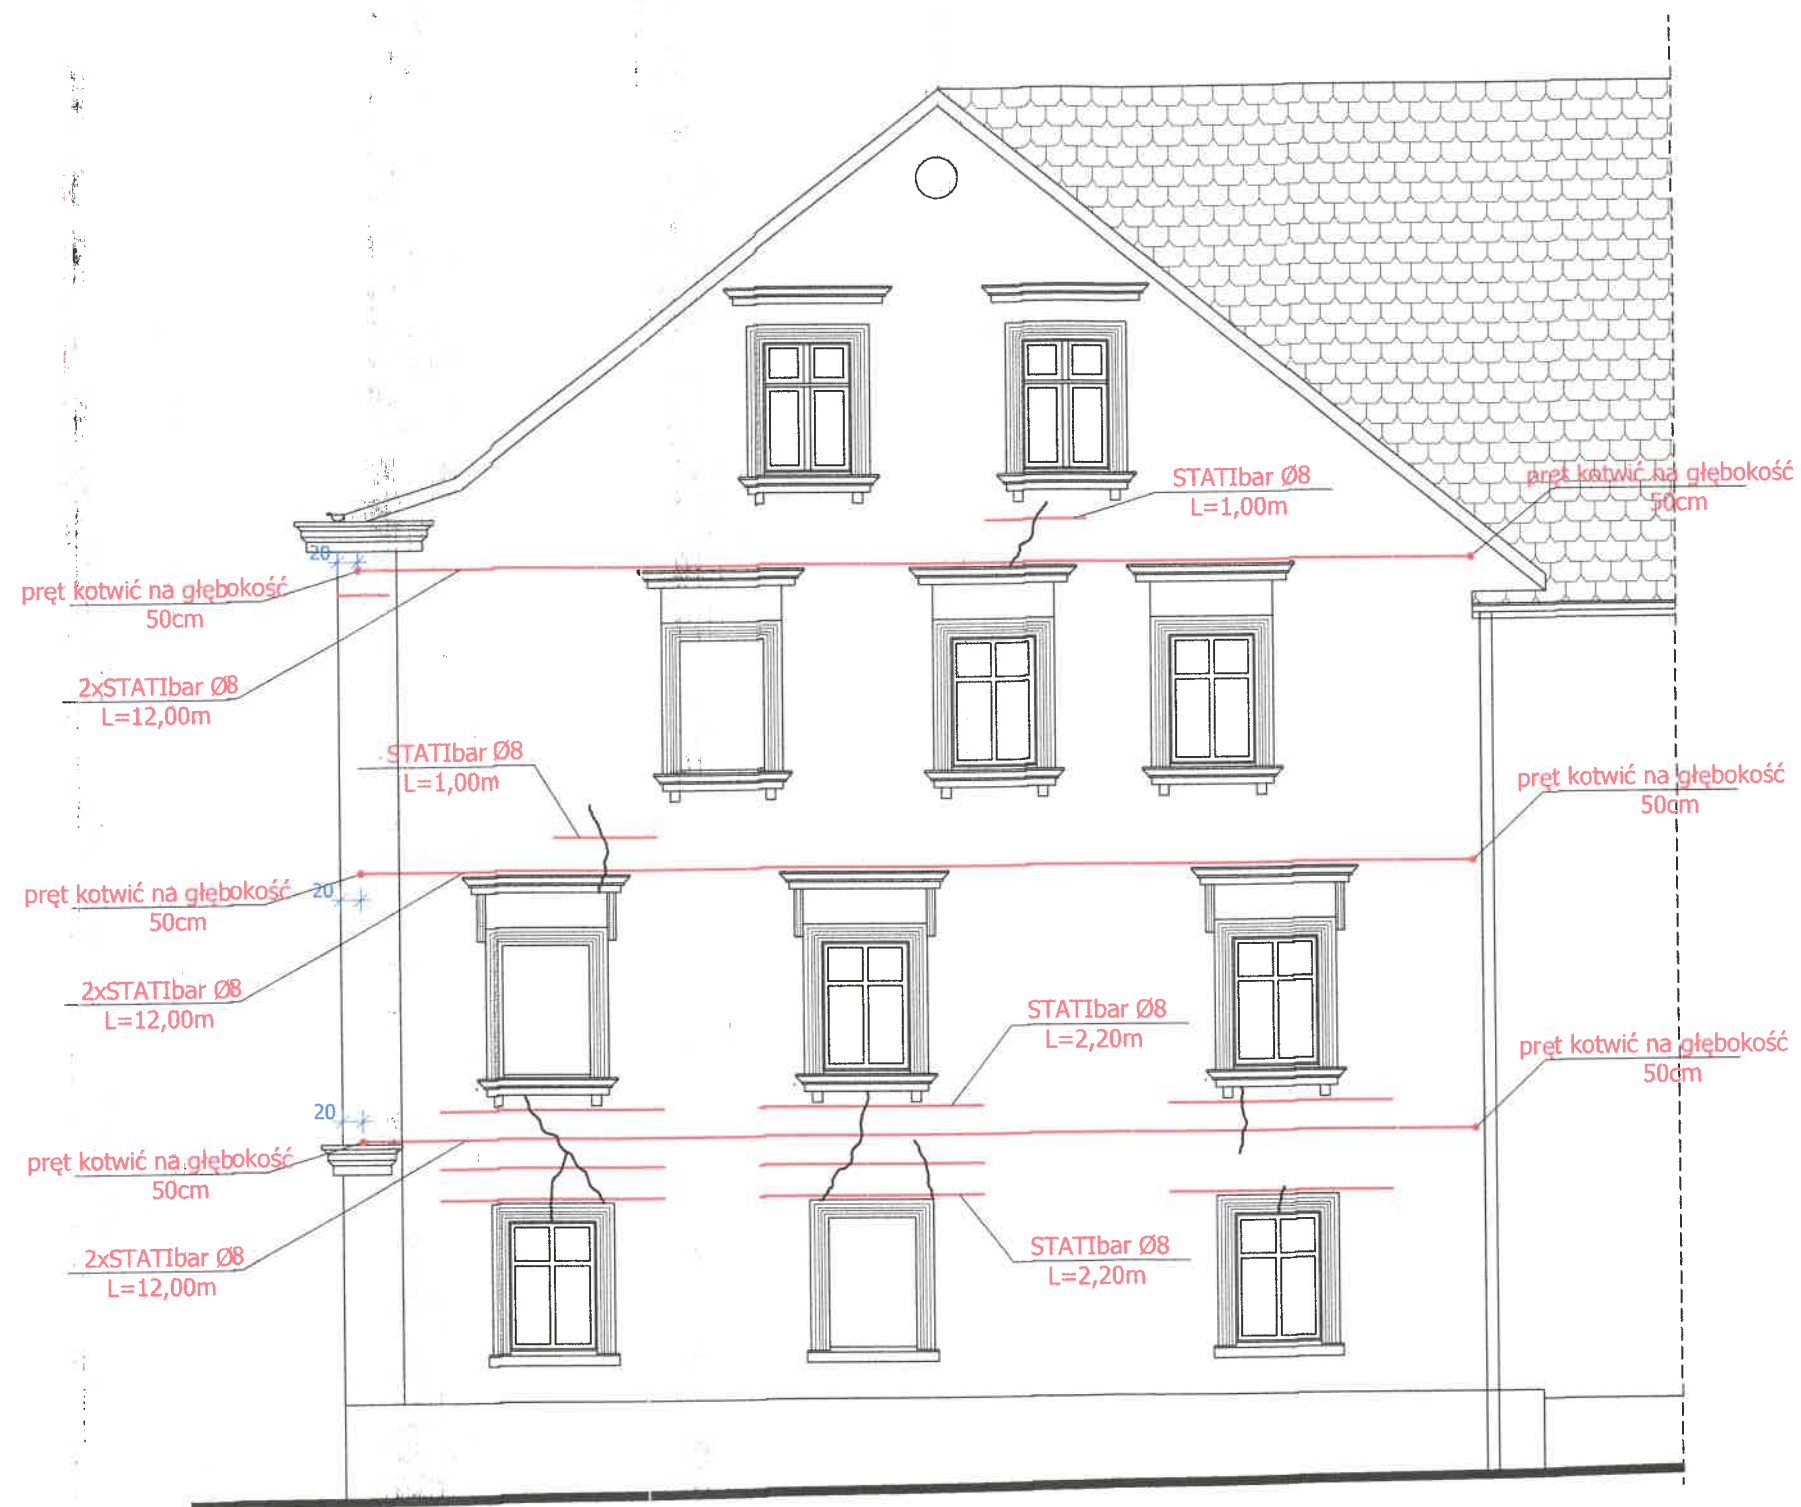 STATIbar Ø8
L=1,00m
pręt kotwić na głębokość
50cm
20
pręt kotwić na głębokość
50cm
2xSTATIbar Ø8
L=12,00m
STATIbar Ø8
L=1,00m
pręt kotwić na głębokość
50cm
pręt kotwić na głębokość
50cm
20
2xSTATIbar Ø8
L=12,00m
STATIbar Ø8
L=2,20m
pręt kotwić na głębokość
50cm
20
pręt kotwić na głębokość
50cm
2xSTATIbar Ø8
L=12,00m
STATIbar Ø8
L=2,20m